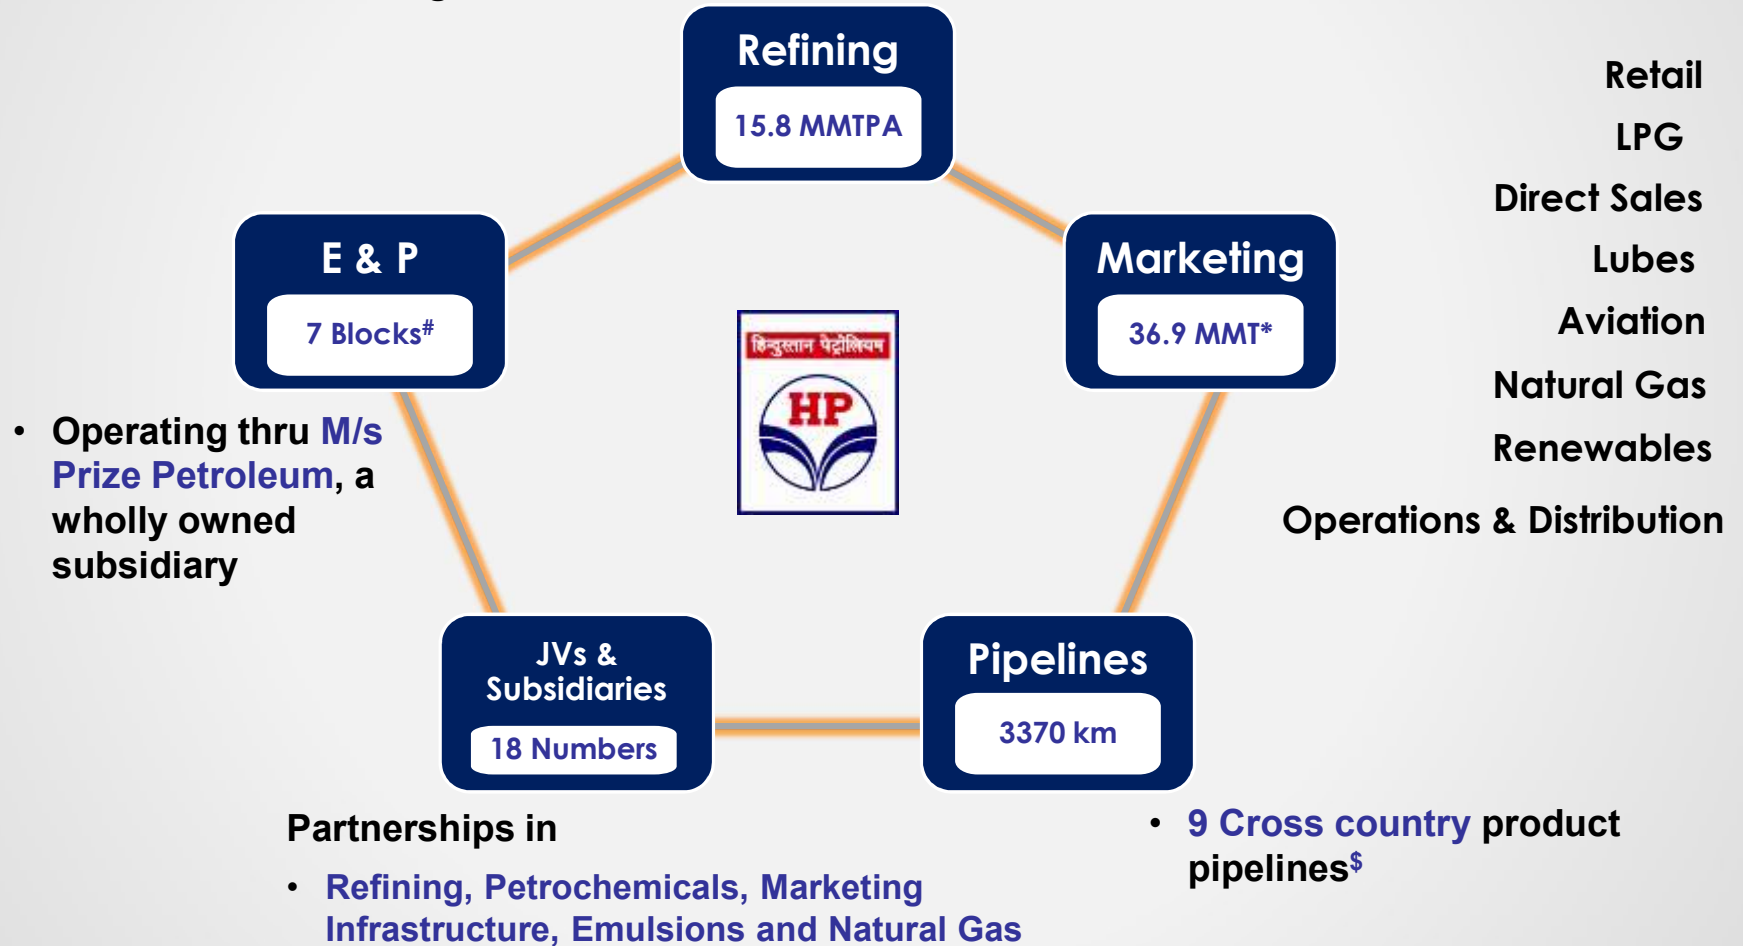 Refining
15.8 MMTPA
E & P
7 Blocks#
Marketing
36.9 MMT*
Retail
LPG
Direct Sales
Lubes
Aviation
Natural Gas
Renewables
Operations & Distribution
हिन्दुस्तान पेट्रोलियम
HP
• Operating thru M/s
Prize Petroleum, a
wholly owned
subsidiary
JVs &
Subsidiaries
18 Numbers
Pipelines
3370 km
Partnerships in
• Refining, Petrochemicals, Marketing
Infrastructure, Emulsions and Natural Gas
• 9 Cross country product
pipelines$